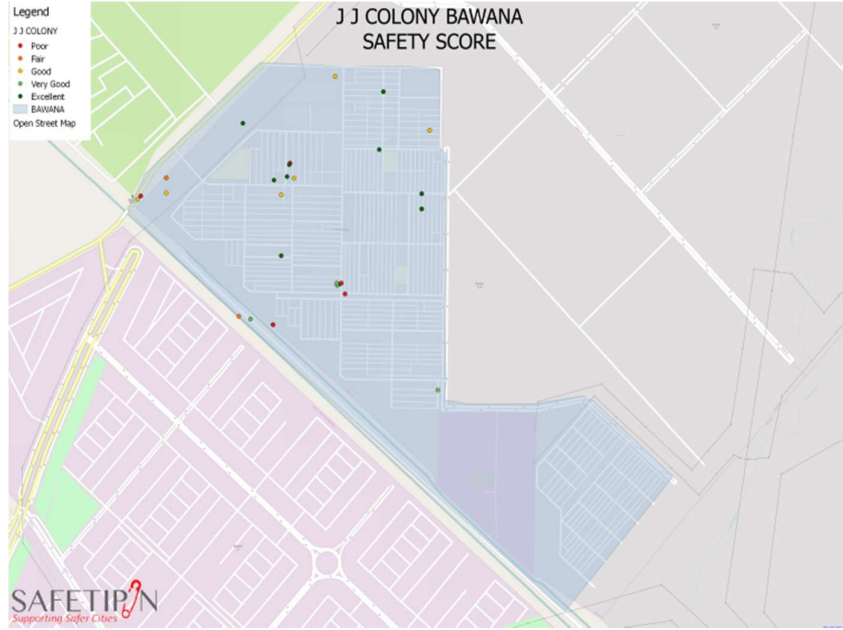 J J COLONY BAWANA
SAFETY SCORE
Legend
J J COLONY
Poor
Fair
Good
Very Good
Excellent
BAWANA
Open Street Map
SAFETIPIN
Supporting Safer Cities